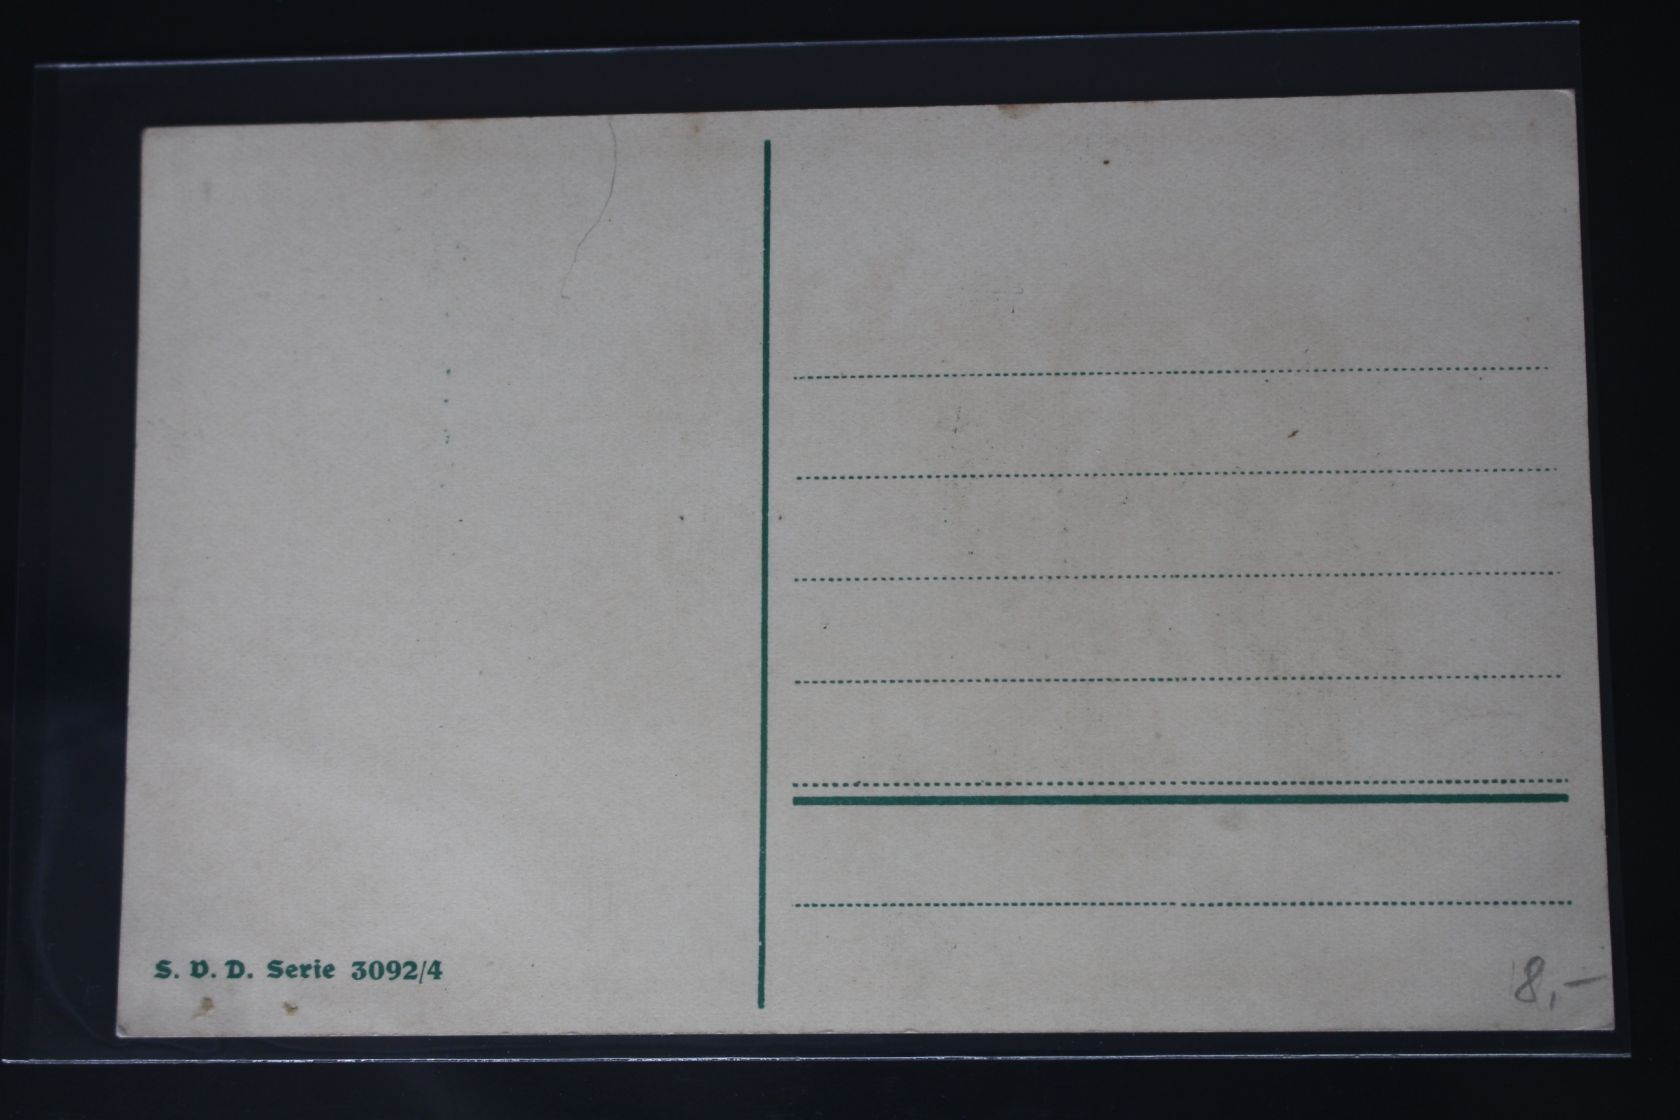 S. V. D. Serie 3092/4
8,-